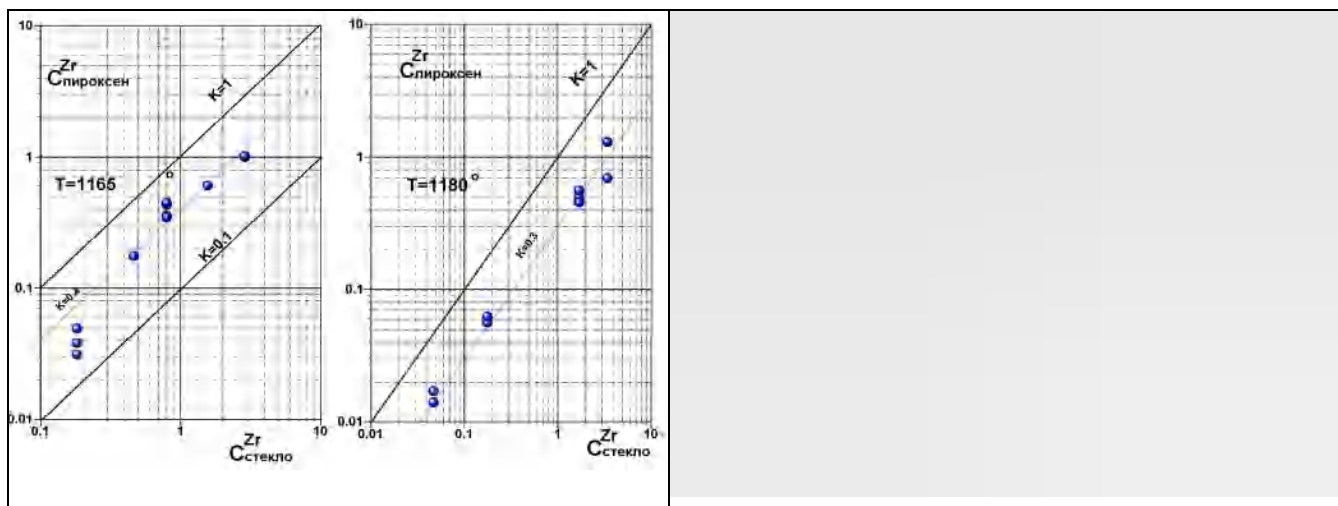 10
C Zr пироксен
K=1
1
T=1165 °
K=0.1
0.1
K=0.4
0.01
0.1 1 10
C Zr стекло
10
C Zr пироксен
K=1
1
T=1180 °
K=0.3
0.1
0.01
0.01 0.1 1 10
C Zr стекло